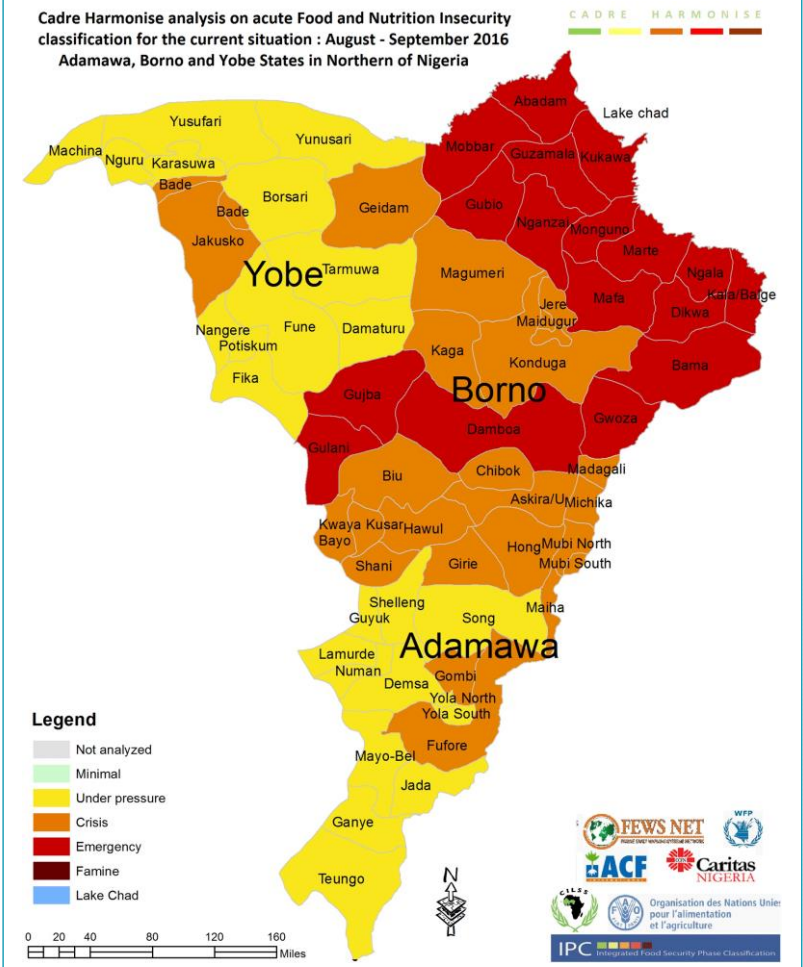 Cadre Harmonise analysis on acute Food and Nutrition Insecurity
classification for the current situation : August - September 2016
Adamawa, Borno and Yobe States in Northern of Nigeria
CADRE HARMONISE
Abadam
Lake chad
Yusufari
Yunusari
Machina
Nguru
Karasuwa
Mobbar
Guzamala
Kukawa
Bade
Borsari
Geidam
Gubio
Bade
Nganzai
Monguno
Jakusko
Marte
Yobe
Tarmuwa
Magumeri
Ngala
Kala/Balge
Jere
Mafa
Dikwa
Maidugur
Nangere
Fune
Damaturu
Potiskum
Kaga
Konduga
Bama
Fika
Gujba
Borno
Gwoza
Gulani
Damboa
Biu
Chibok
Madagali
Askira/U
Michika
Kwaya Kusar
Hawul
Bayo
Hong
Mubi North
Mubi South
Shani
Girie
Shelleng
Maiha
Guyuk
Song
Adamawa
Lamurde
Numan
Demsa
Gombi
Yola North
Yola South
Fufore
Mayo-Bel
Jada
Ganye
Teungo
Legend
Not analyzed
Minimal
Under pressure
Crisis
Emergency
Famine
Lake Chad
0 20 40 80 120 160
Miles
N
FEWS NET
FAMINE EARLY WARNING SYSTEMS NETWORK
WFP
ACF
INTERNATIONAL
Caritas
NIGERIA
CILSS
FAO
Organisation des Nations Unies
pour l'alimentation
et l'agriculture
IPC Integrated Food Security Phase Classification